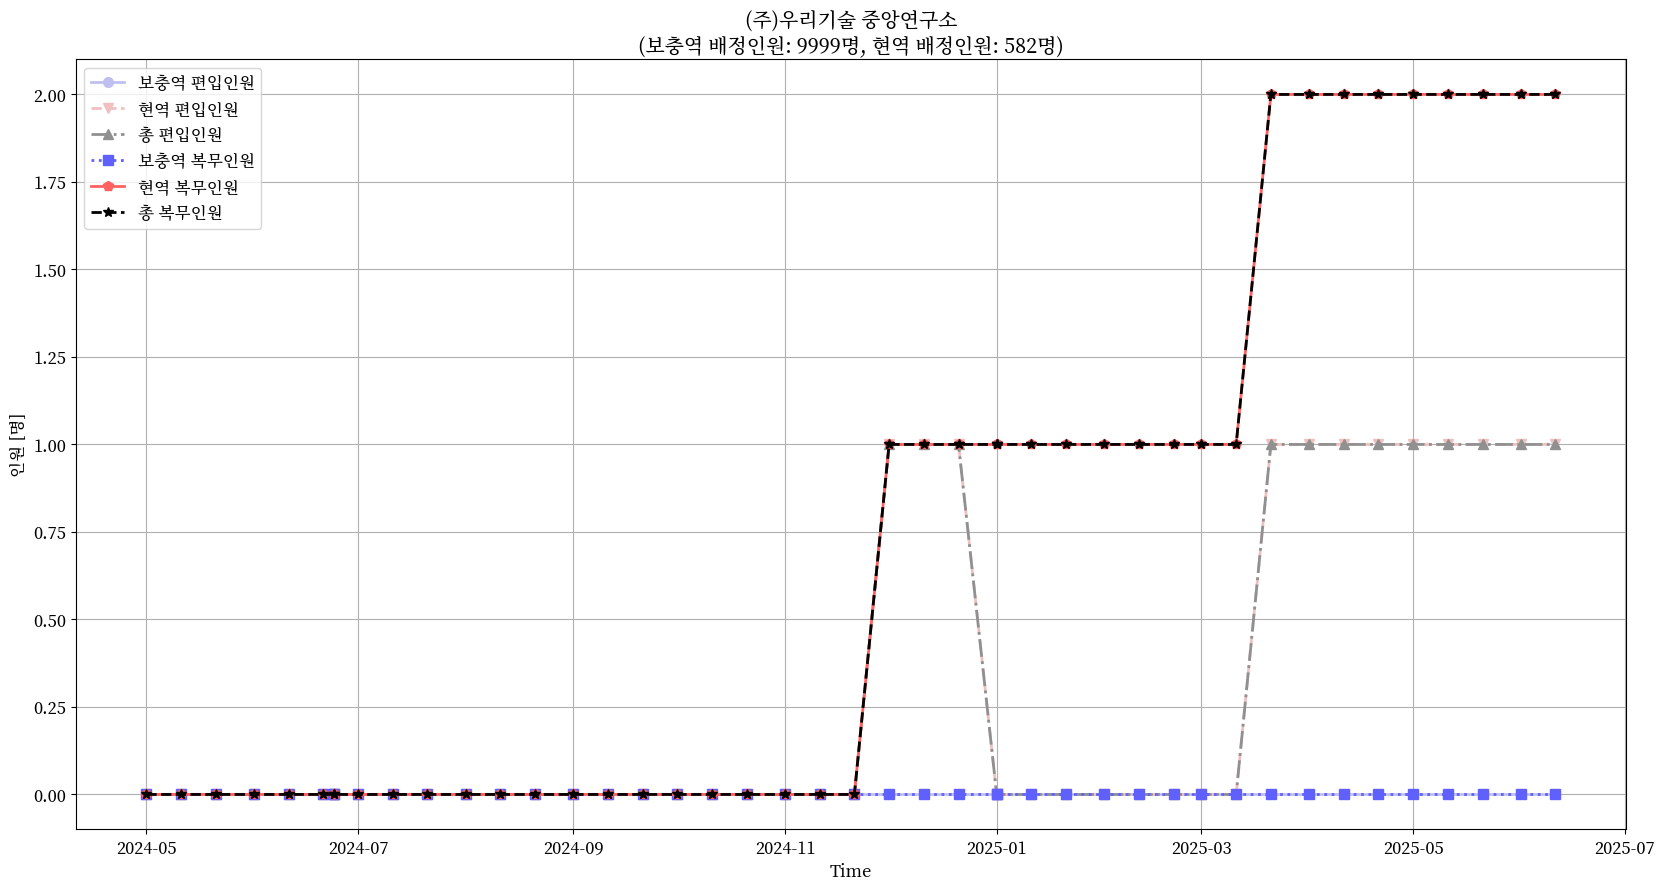 (주)우리기술 중앙연구소
(보충역 배정인원: 9999명, 현역 배정인원: 582명)
보충역 편입인원
현역 편입인원
총 편입인원
보충역 복무인원
현역 복무인원
총 복무인원
2.00
1.75
1.50
1.25
1.00
0.75
0.50
0.25
0.00
인원 [명]
2024-05 2024-07 2024-09 2024-11 2025-01 2025-03 2025-05 2025-07
Time